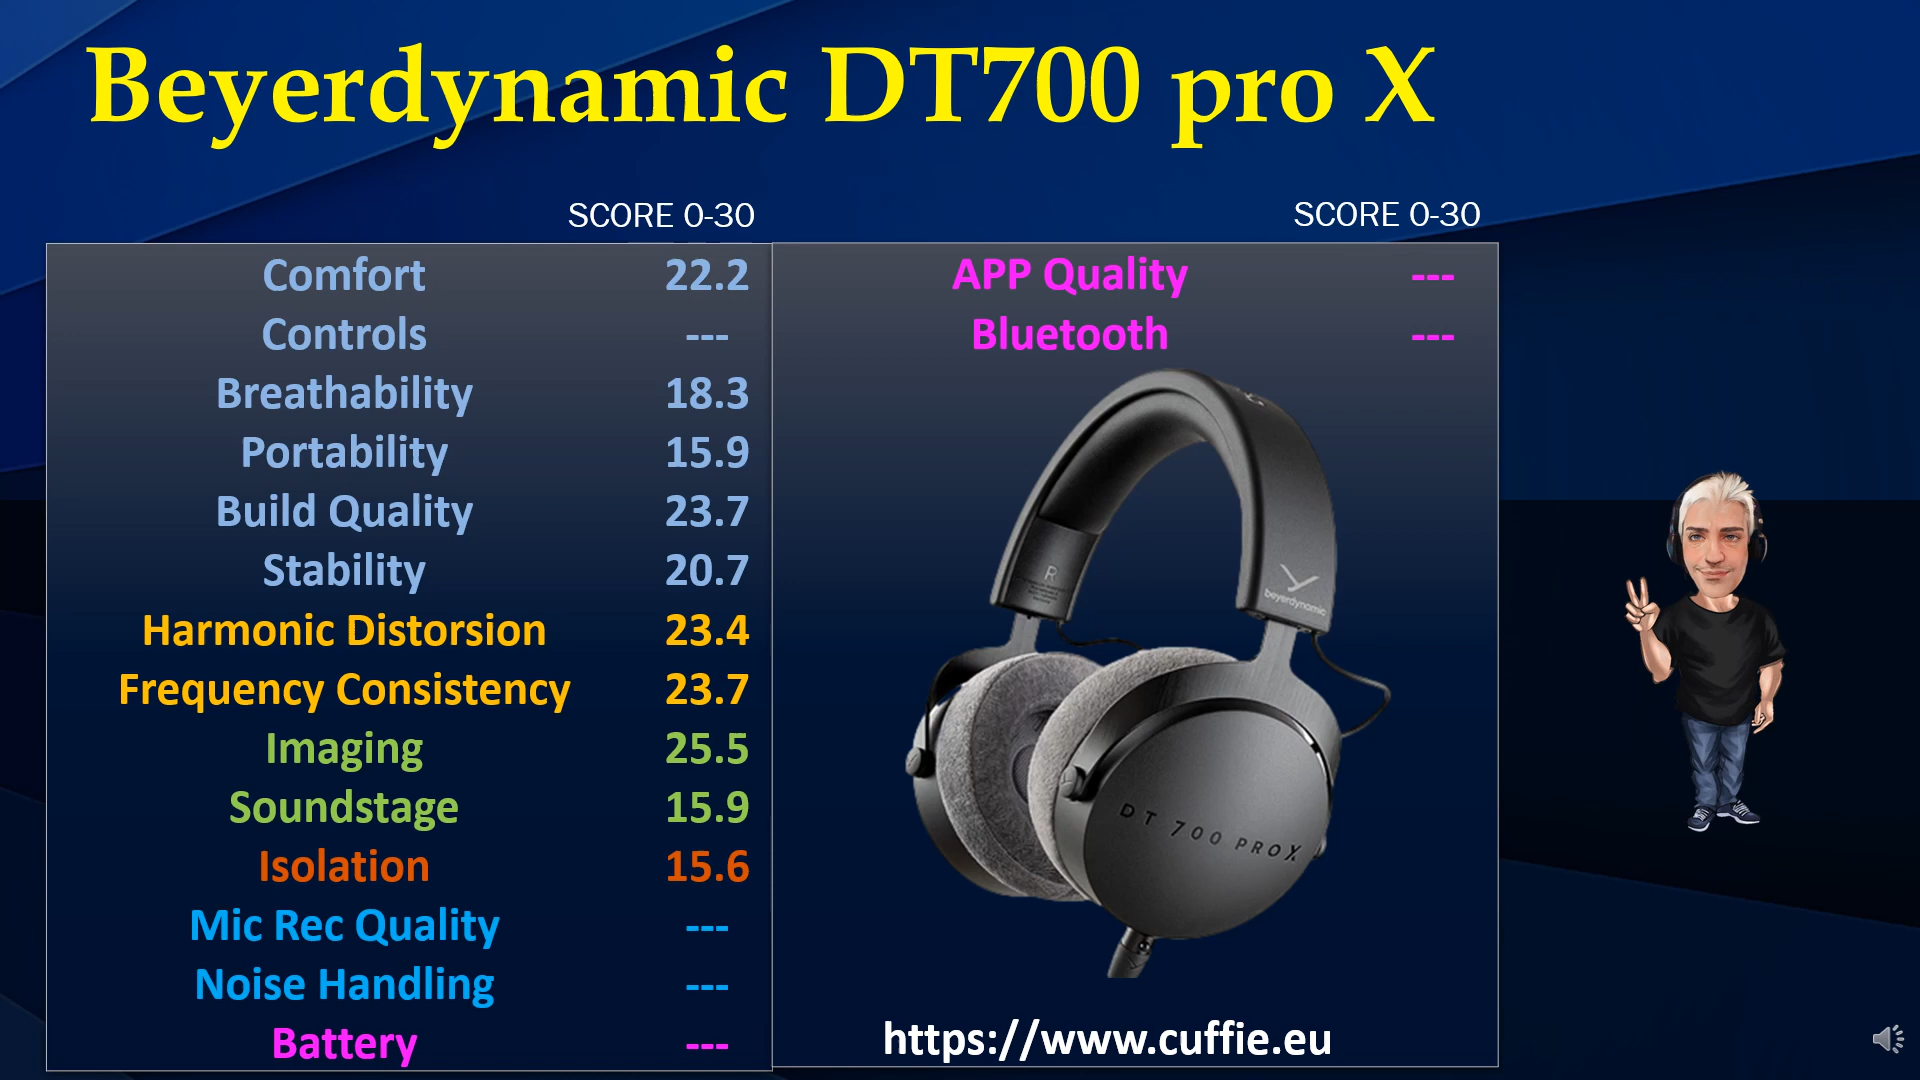 Beyerdynamic DT700 pro X
SCORE 0-30
SCORE 0-30
Comfort 22.2
Controls ---
Breathability 18.3
Portability 15.9
Build Quality 23.7
Stability 20.7
Harmonic Distorsion 23.4
Frequency Consistency 23.7
Imaging 25.5
Soundstage 15.9
Isolation 15.6
Mic Rec Quality ---
Noise Handling ---
Battery ---
APP Quality ---
Bluetooth ---
R
beyerdynamic
DT 700 PRO X
https://www.cuffie.eu